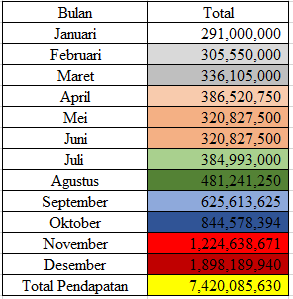 Bulan Total
Januari 291,000,000
Februari 305,550,000
Maret 336,105,000
April 386,520,750
Mei 320,827,500
Juni 320,827,500
Juli 384,993,000
Agustus 481,241,250
September 625,613,625
Oktober 844,578,394
November 1,224,638,671
Desember 1,898,189,940
Total Pendapatan 7,420,085,630